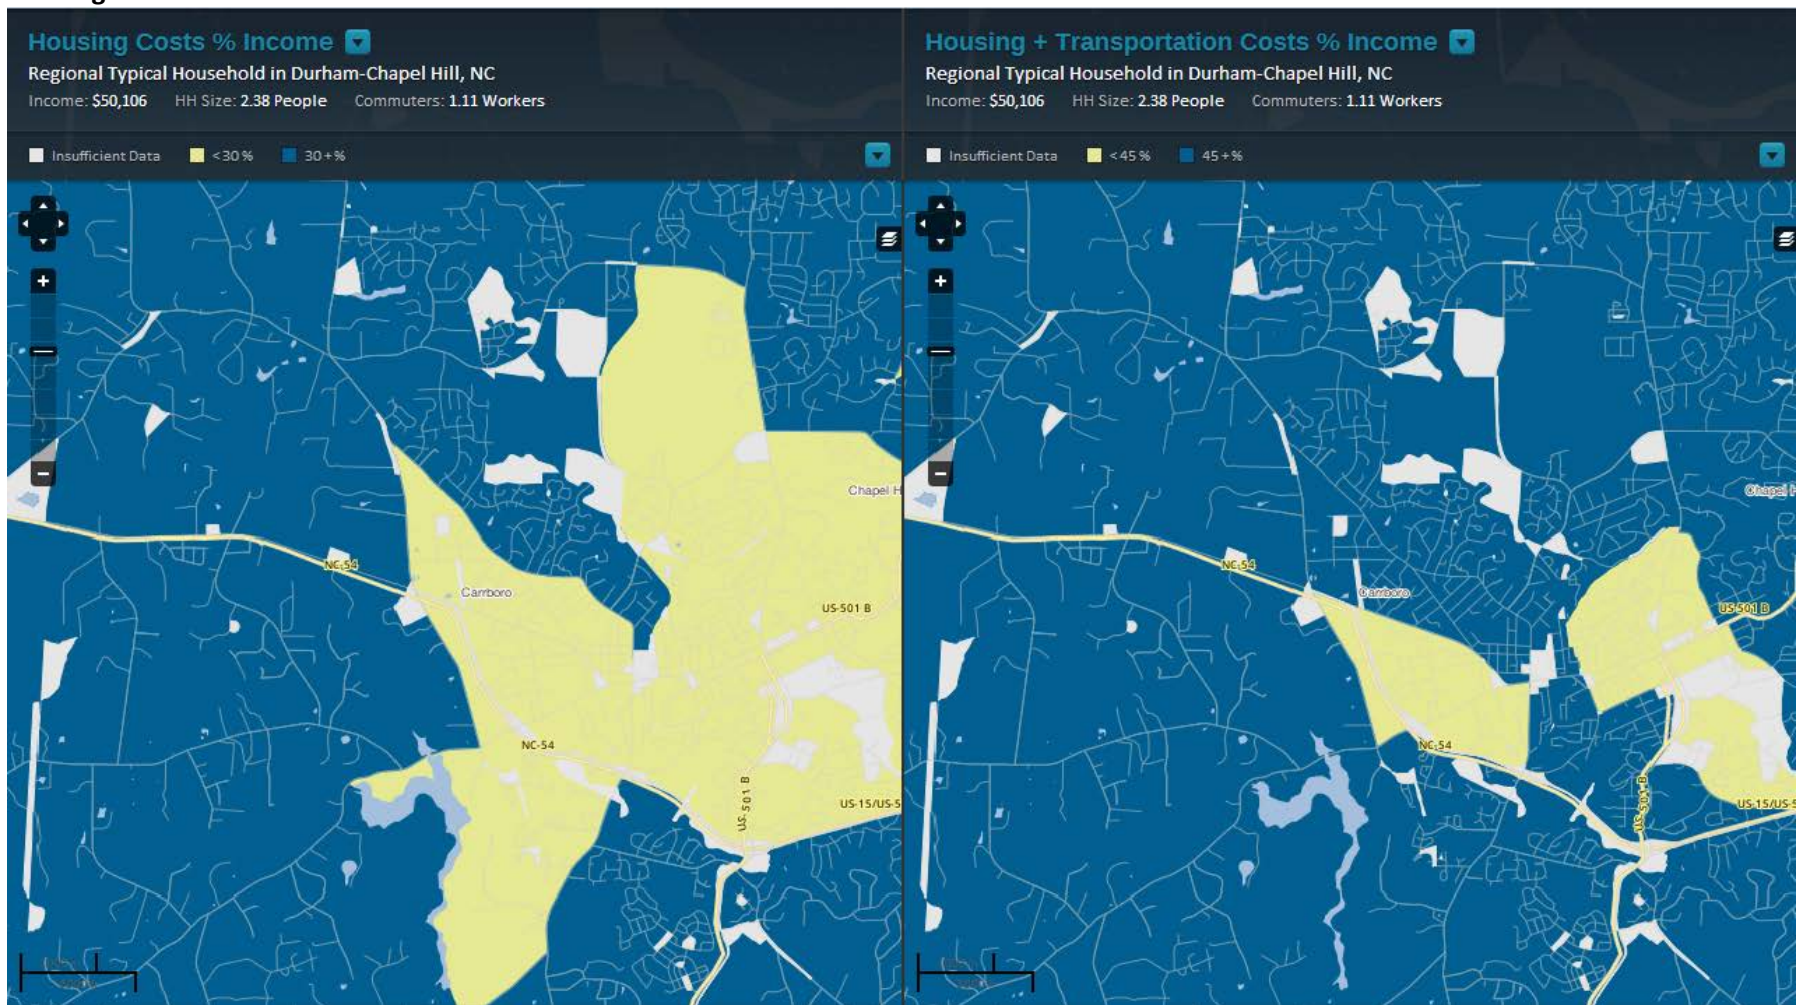 Housing Costs % Income
Regional Typical Household in Durham-Chapel Hill, NC
Income: $50,106 HH Size: 2.38 People Commuters: 1.11 Workers
Insufficient Data <30% 30+%
Chapel H
NC-54
Carrboro
US-501 B
NC-54
US-501 B
US-15/US-5
Housing + Transportation Costs % Income
Regional Typical Household in Durham-Chapel Hill, NC
Income: $50,106 HH Size: 2.38 People Commuters: 1.11 Workers
Insufficient Data <45% 45+%
Chapel H
NC-54
Carrboro
US-501 B
NC-54
US-501 B
US-15/US-5